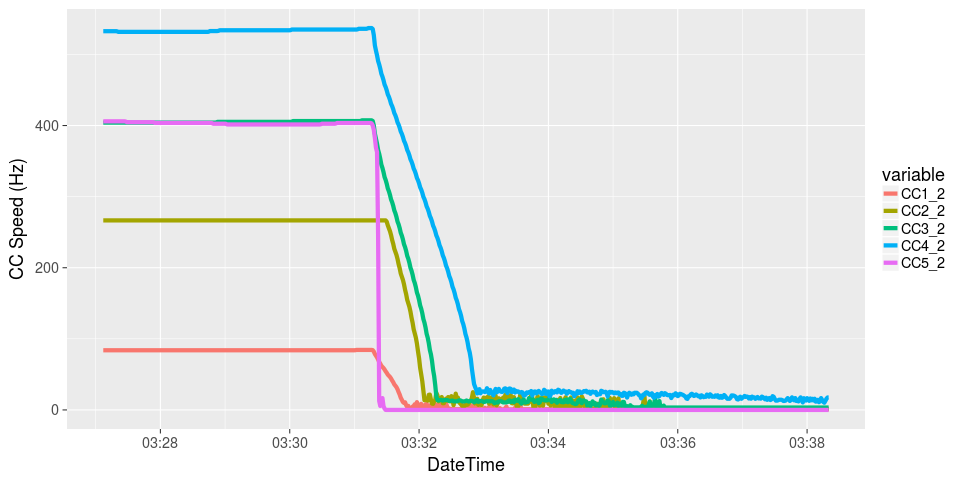 CC Speed (Hz)
400
200
0
03:28 03:30 03:32 03:34 03:36 03:38
DateTime
variable
CC1_2
CC2_2
CC3_2
CC4_2
CC5_2